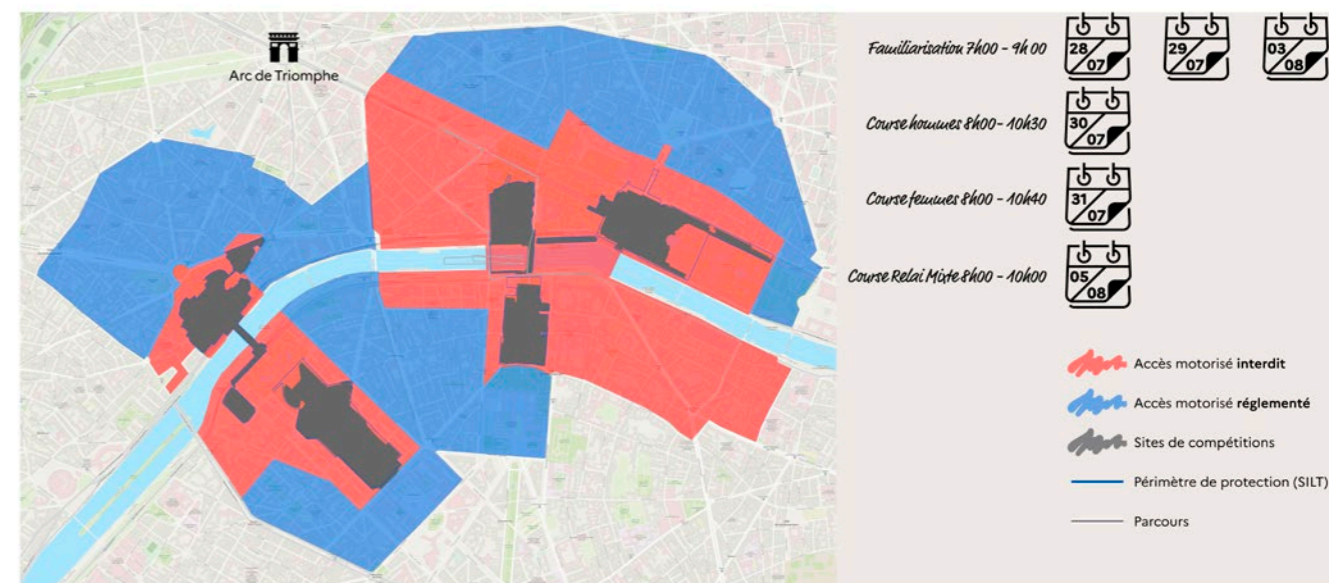 Arc de Triomphe
Familiarisation 7h00 - 9h00
28
07
29
07
03
08
Course hommes 8h00 - 10h30
30
07
Course femmes 8h00 - 10h40
31
07
Course Relai Mixte 8h00 - 10h00
05
08
Accès motorisé interdit
Accès motorisé réglementé
Sites de compétitions
Périmètre de protection (SILT)
Parcours